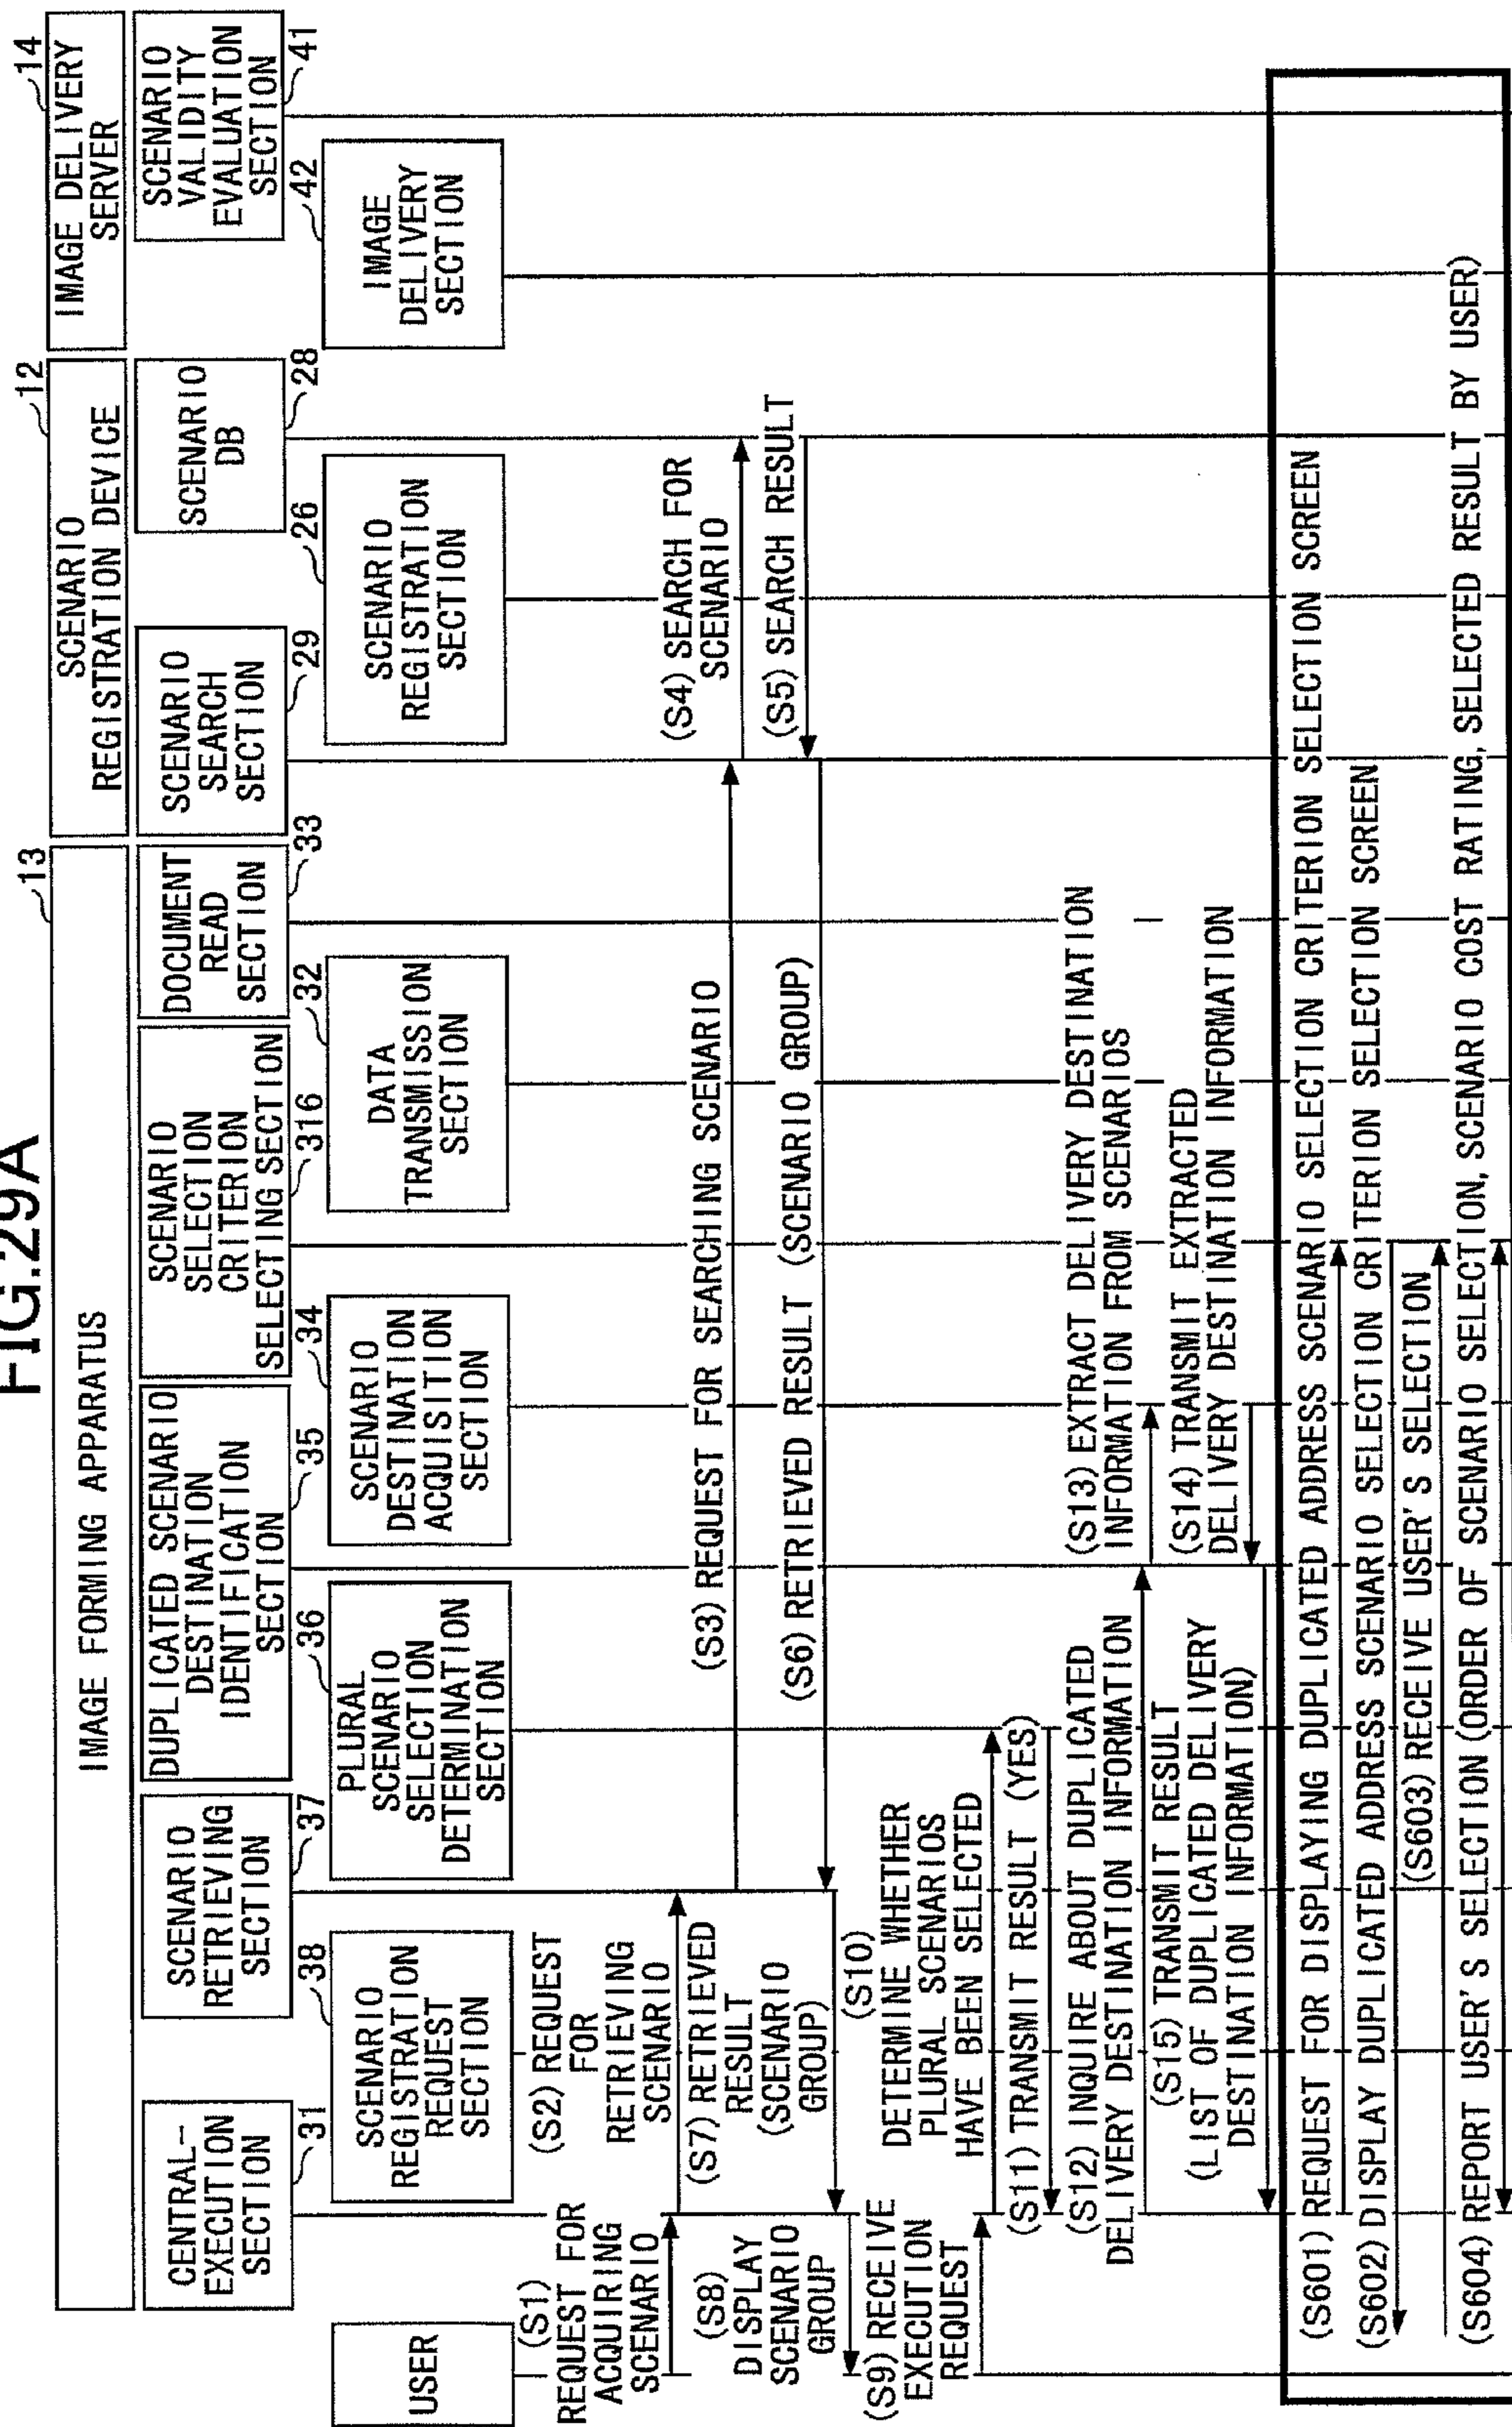 FIG.29A
IMAGE FORMING APPARATUS
13
SCENARIO
REGISTRATION DEVICE
12
IMAGE DELIVERY
SERVER
14
CENTRAL-
EXECUTION
SECTION
31
SCENARIO
RETRIEVING
SECTION
37
DUPLICATED SCENARIO
DESTINATION
IDENTIFICATION
SECTION
35
SCENARIO
SELECTION
CRITERION
SELECTING SECTION
316
DOCUMENT
READ
SECTION
33
SCENARIO
SEARCH
SECTION
29
SCENARIO
DB
28
SCENARIO
VALIDITY
EVALUATION
SECTION
41
USER
SCENARIO
REGISTRATION
REQUEST
SECTION
38
PLURAL
SCENARIO
SELECTION
DETERMINATION
SECTION
36
SCENARIO
DESTINATION
ACQUISITION
SECTION
34
DATA
TRANSMISSION
SECTION
32
SCENARIO
REGISTRATION
SECTION
26
IMAGE
DELIVERY
SECTION
42
(S1)
REQUEST FOR
ACQUIRING
SCENARIO
(S2) REQUEST
FOR
RETRIEVING
SCENARIO
(S3) REQUEST FOR SEARCHING SCENARIO
(S4) SEARCH FOR
SCENARIO
(S5) SEARCH RESULT
(S6) RETRIEVED RESULT (SCENARIO GROUP)
(S7) RETRIEVED
RESULT
(SCENARIO
GROUP)
(S8)
DISPLAY
SCENARIO
GROUP
(S9) RECEIVE
EXECUTION
REQUEST
(S10)
DETERMINE WHETHER
PLURAL SCENARIOS
HAVE BEEN SELECTED
(S11) TRANSMIT RESULT (YES)
(S12) INQUIRE ABOUT DUPLICATED
DELIVERY DESTINATION INFORMATION
(S13) EXTRACT DELIVERY DESTINATION
INFORMATION FROM SCENARIOS
(S14) TRANSMIT EXTRACTED
DELIVERY DESTINATION INFORMATION
(S15) TRANSMIT RESULT
(LIST OF DUPLICATED DELIVERY
DESTINATION INFORMATION)
(S601) REQUEST FOR DISPLAYING DUPLICATED ADDRESS SCENARIO SELECTION CRITERION SELECTION SCREEN
(S602) DISPLAY DUPLICATED ADDRESS SCENARIO SELECTION CRITERION SELECTION SCREEN
(S603) RECEIVE USER'S SELECTION
(S604) REPORT USER'S SELECTION (ORDER OF SCENARIO SELECTION, SCENARIO COST RATING, SELECTED RESULT BY USER)